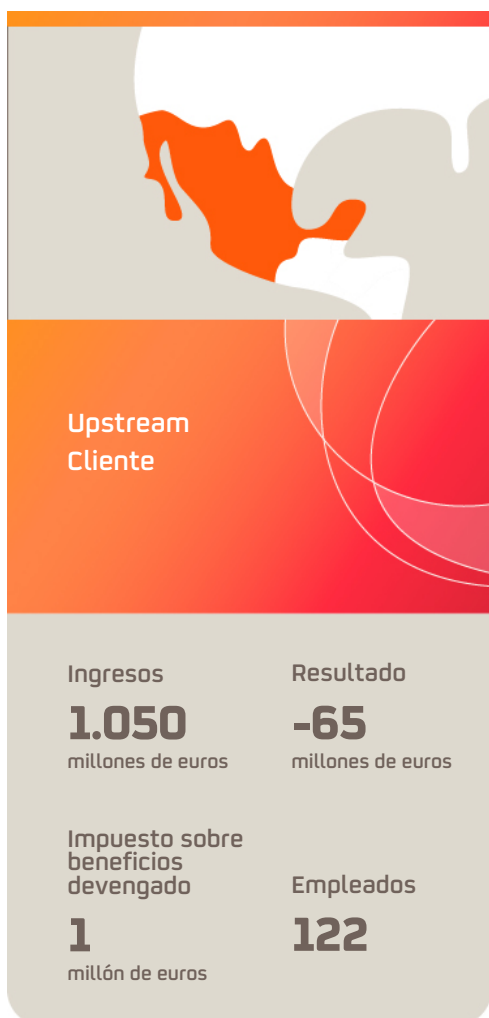 Upstream
Cliente
Ingresos
1.050
millones de euros
Resultado
-65
millones de euros
Impuesto sobre
beneficios
devengado
1
millón de euros
Empleados
122